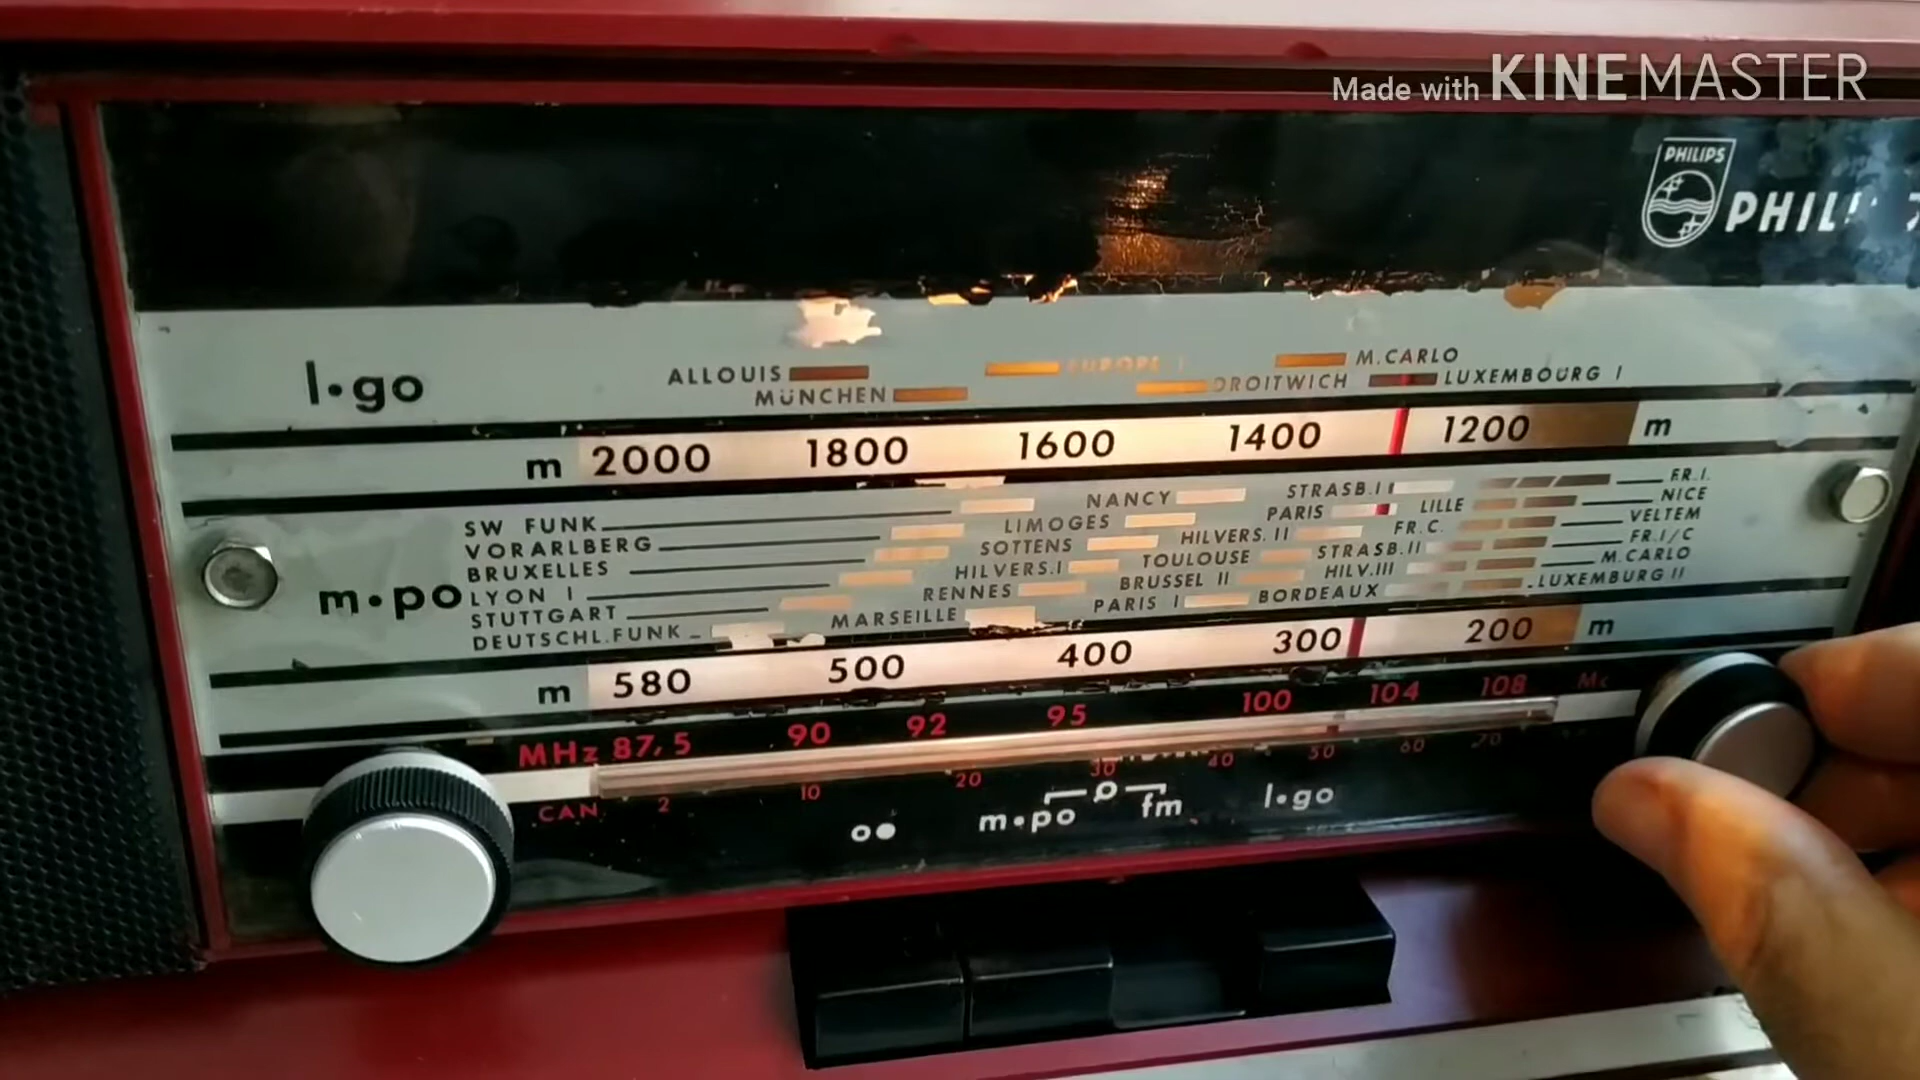 Made with KINEMASTER
PHILIPS
l•go
ALLOUIS
EUROPE I
M.CARLO
MÜNCHEN
DROITWICH
LUXEMBOURG I
m 2000 1800 1600 1400 1200 m
SW FUNK
NANCY
STRASB.I
FR.I.
VORARLBERG
LIMOGES
PARIS
LILLE
NICE
BRUXELLES
SOTTENS
HILVERS. II
FR.C.
VELTEM
m•po
LYON I
HILVERS.I
TOULOUSE
STRASB.II
FR.I/C
STUTTGART
RENNES
BRUSSEL II
HILV.III
M.CARLO
DEUTSCHL.FUNK
MARSEILLE
PARIS I
BORDEAUX
LUXEMBURG II
m 580 500 400 300 200 m
MHz 87,5 90 92 95 100 104 108
CAN 2 10 20 30 40 50 60 70
m•po fm l•go